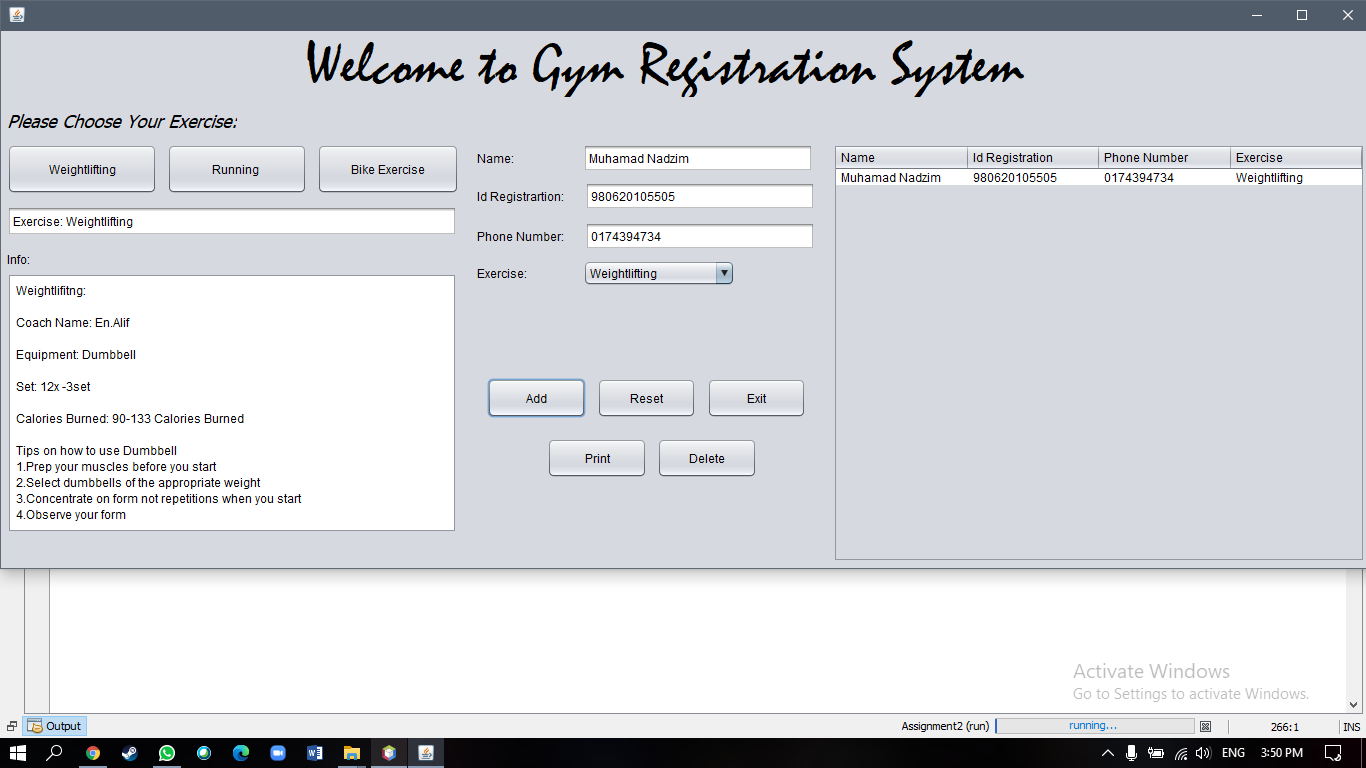 Welcome to Gym Registration System
Please Choose Your Exercise:
Weightlifting
Running
Bike Exercise
Exercise: Weightlifting
Info:
Weightlifitng:
Coach Name: En.Alif
Equipment: Dumbbell
Set: 12x -3set
Calories Burned: 90-133 Calories Burned
Tips on how to use Dumbbell
1.Prep your muscles before you start
2.Select dumbbells of the appropriate weight
3.Concentrate on form not repetitions when you start
4.Observe your form
Name: Muhamad Nadzim
Id Registrartion: 980620105505
Phone Number: 0174394734
Exercise: Weightlifting
Add
Reset
Exit
Print
Delete
Name Id Registration Phone Number Exercise
Muhamad Nadzim 980620105505 0174394734 Weightlifting
Activate Windows
Go to Settings to activate Windows.
Output
Assignment2 (run)
running...
266:1
INS
ENG
3:50 PM